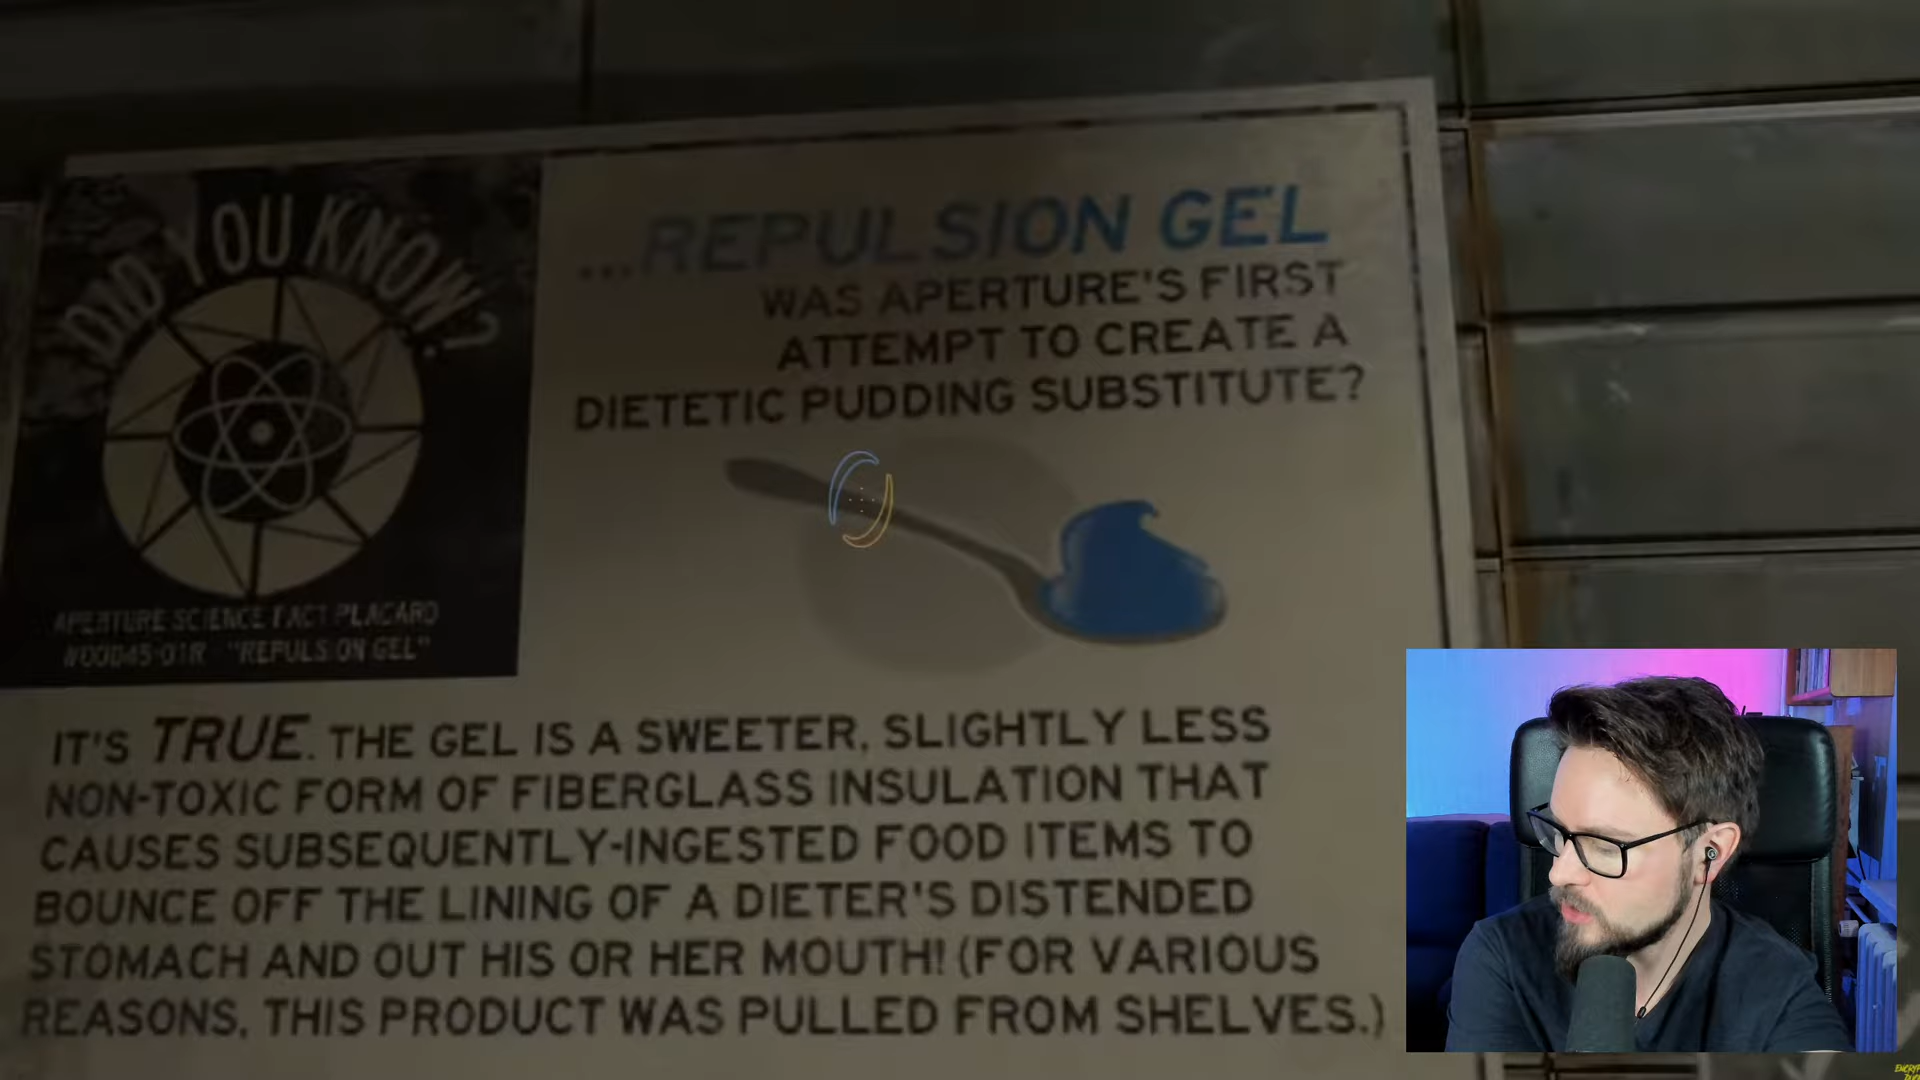 DID YOU KNOW?
APERTURE SCIENCE FACT PLACARD
"REPULSION GEL"
...REPULSION GEL
WAS APERTURE'S FIRST
ATTEMPT TO CREATE A
DIETETIC PUDDING SUBSTITUTE?
IT'S TRUE. THE GEL IS A SWEETER, SLIGHTLY LESS
NON-TOXIC FORM OF FIBERGLASS INSULATION THAT
CAUSES SUBSEQUENTLY-INGESTED FOOD ITEMS TO
BOUNCE OFF THE LINING OF A DIETER'S DISTENDED
STOMACH AND OUT HIS OR HER MOUTH! (FOR VARIOUS
REASONS, THIS PRODUCT WAS PULLED FROM SHELVES.)